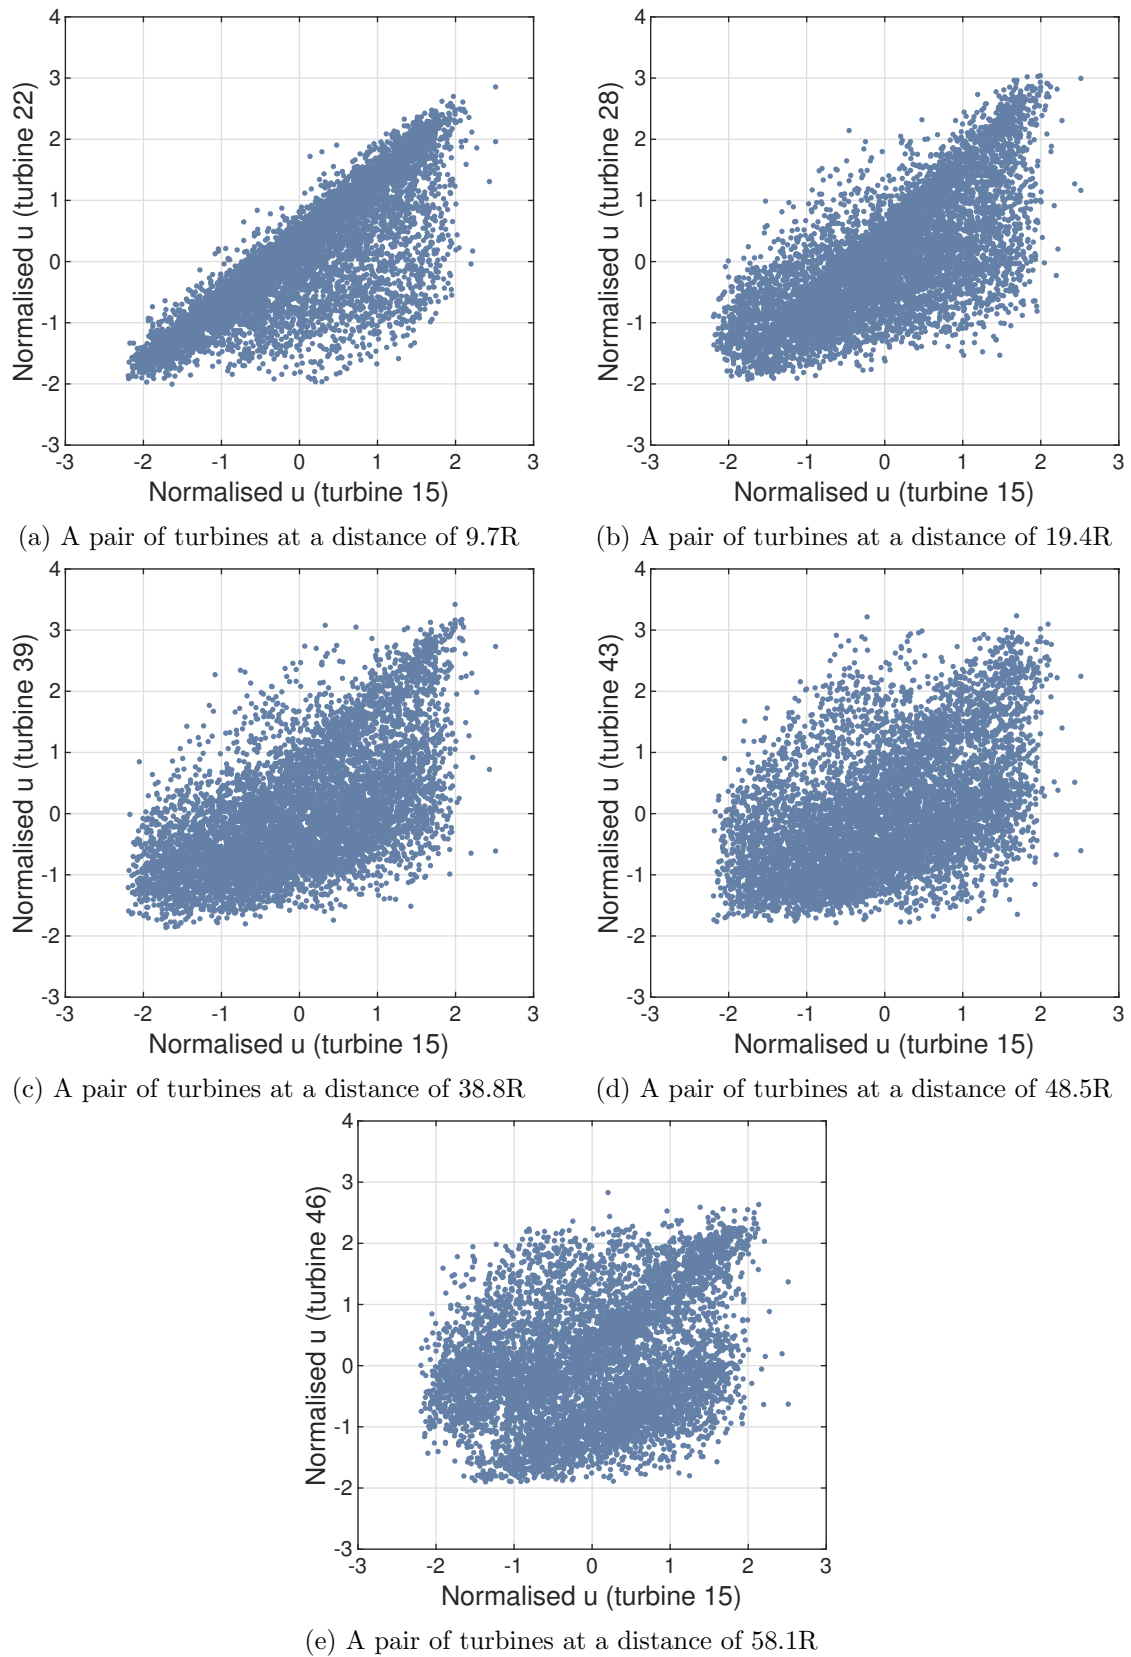 4
3
2
1
0
-1
-2
-3
-3 -2 -1 0 1 2 3
Normalised u (turbine 22)
Normalised u (turbine 15)
(a) A pair of turbines at a distance of 9.7R
4
3
2
1
0
-1
-2
-3
-3 -2 -1 0 1 2 3
Normalised u (turbine 28)
Normalised u (turbine 15)
(b) A pair of turbines at a distance of 19.4R
4
3
2
1
0
-1
-2
-3
-3 -2 -1 0 1 2 3
Normalised u (turbine 39)
Normalised u (turbine 15)
(c) A pair of turbines at a distance of 38.8R
4
3
2
1
0
-1
-2
-3
-3 -2 -1 0 1 2 3
Normalised u (turbine 43)
Normalised u (turbine 15)
(d) A pair of turbines at a distance of 48.5R
4
3
2
1
0
-1
-2
-3
-3 -2 -1 0 1 2 3
Normalised u (turbine 46)
Normalised u (turbine 15)
(e) A pair of turbines at a distance of 58.1R